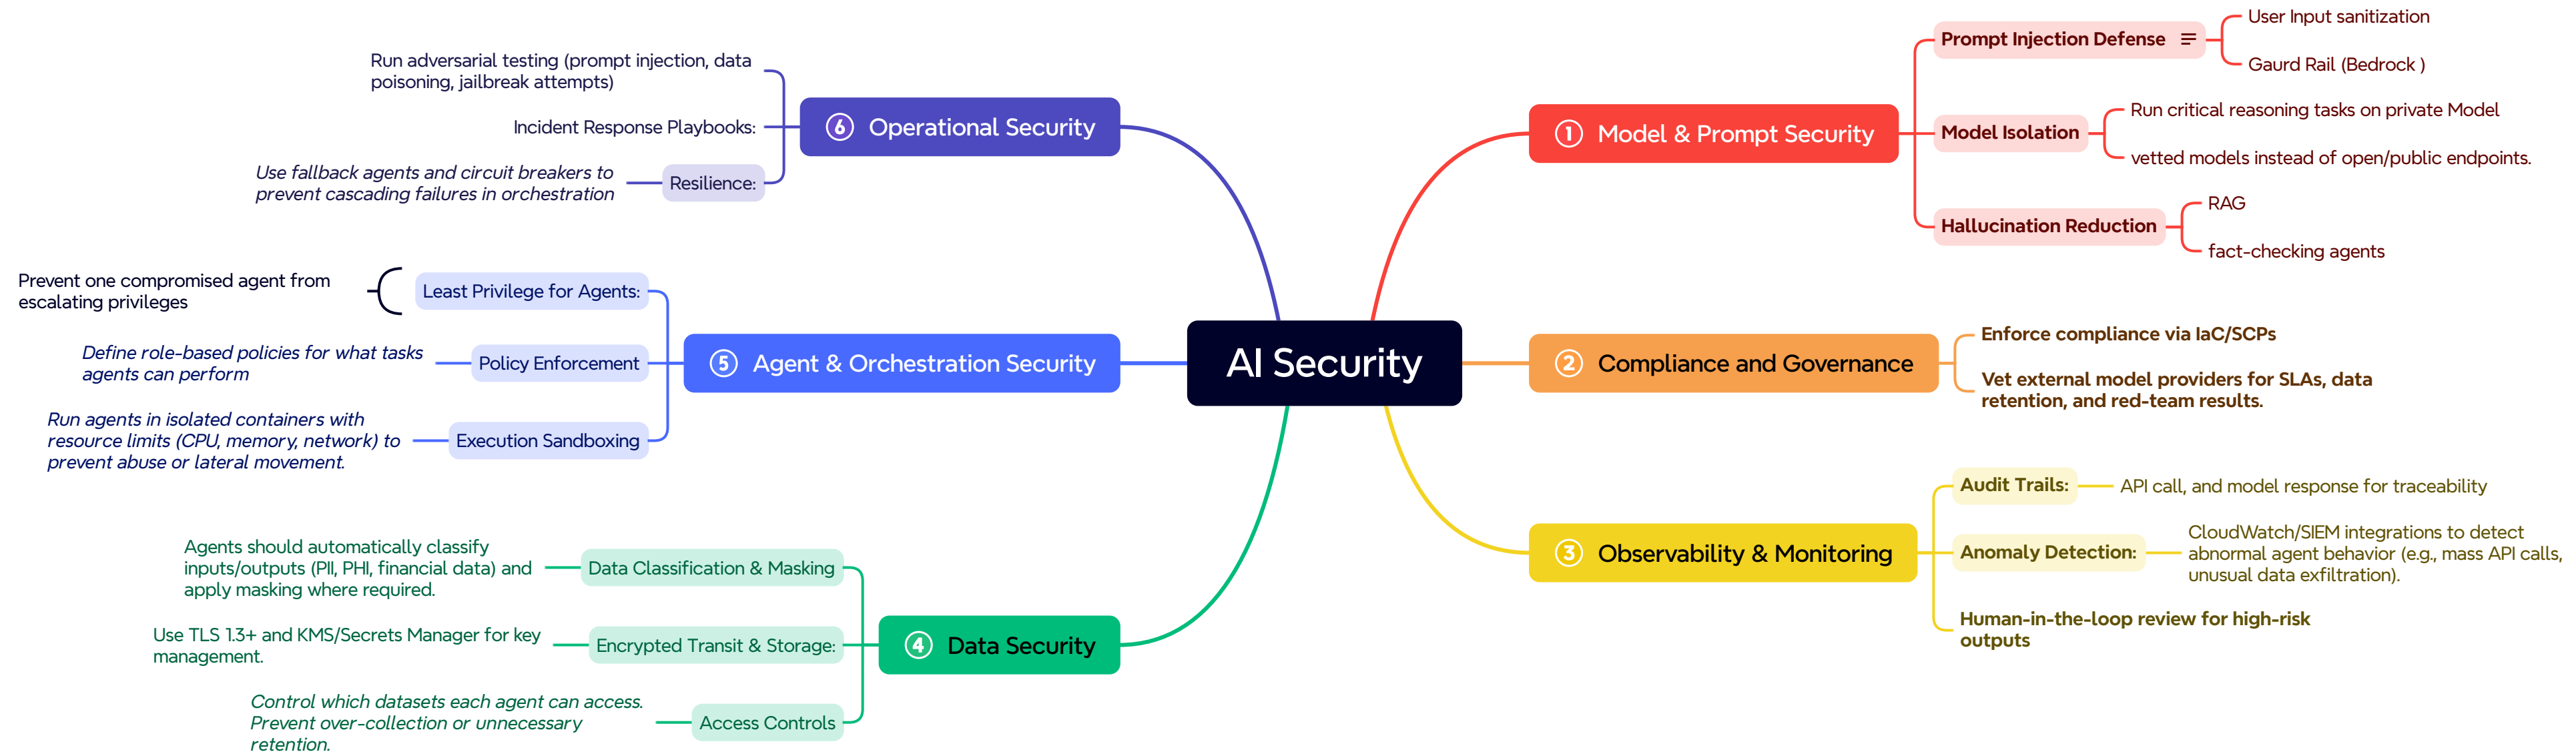 AI Security
① Model & Prompt Security
Prompt Injection Defense
User Input sanitization
Gaurd Rail (Bedrock )
Model Isolation
Run critical reasoning tasks on private Model
vetted models instead of open/public endpoints.
Hallucination Reduction
RAG
fact-checking agents
② Compliance and Governance
Enforce compliance via IaC/SCPs
Vet external model providers for SLAs, data
retention, and red-team results.
③ Observability & Monitoring
Audit Trails:
API call, and model response for traceability
Anomaly Detection:
CloudWatch/SIEM integrations to detect
abnormal agent behavior (e.g., mass API calls,
unusual data exfiltration).
Human-in-the-loop review for high-risk
outputs
④ Data Security
Data Classification & Masking
Agents should automatically classify
inputs/outputs (PII, PHI, financial data) and
apply masking where required.
Encrypted Transit & Storage:
Use TLS 1.3+ and KMS/Secrets Manager for key
management.
Access Controls
Control which datasets each agent can access.
Prevent over-collection or unnecessary
retention.
⑤ Agent & Orchestration Security
Least Privilege for Agents:
Prevent one compromised agent from
escalating privileges
Policy Enforcement
Define role-based policies for what tasks
agents can perform
Execution Sandboxing
Run agents in isolated containers with
resource limits (CPU, memory, network) to
prevent abuse or lateral movement.
⑥ Operational Security
Run adversarial testing (prompt injection, data
poisoning, jailbreak attempts)
Incident Response Playbooks:
Resilience:
Use fallback agents and circuit breakers to
prevent cascading failures in orchestration